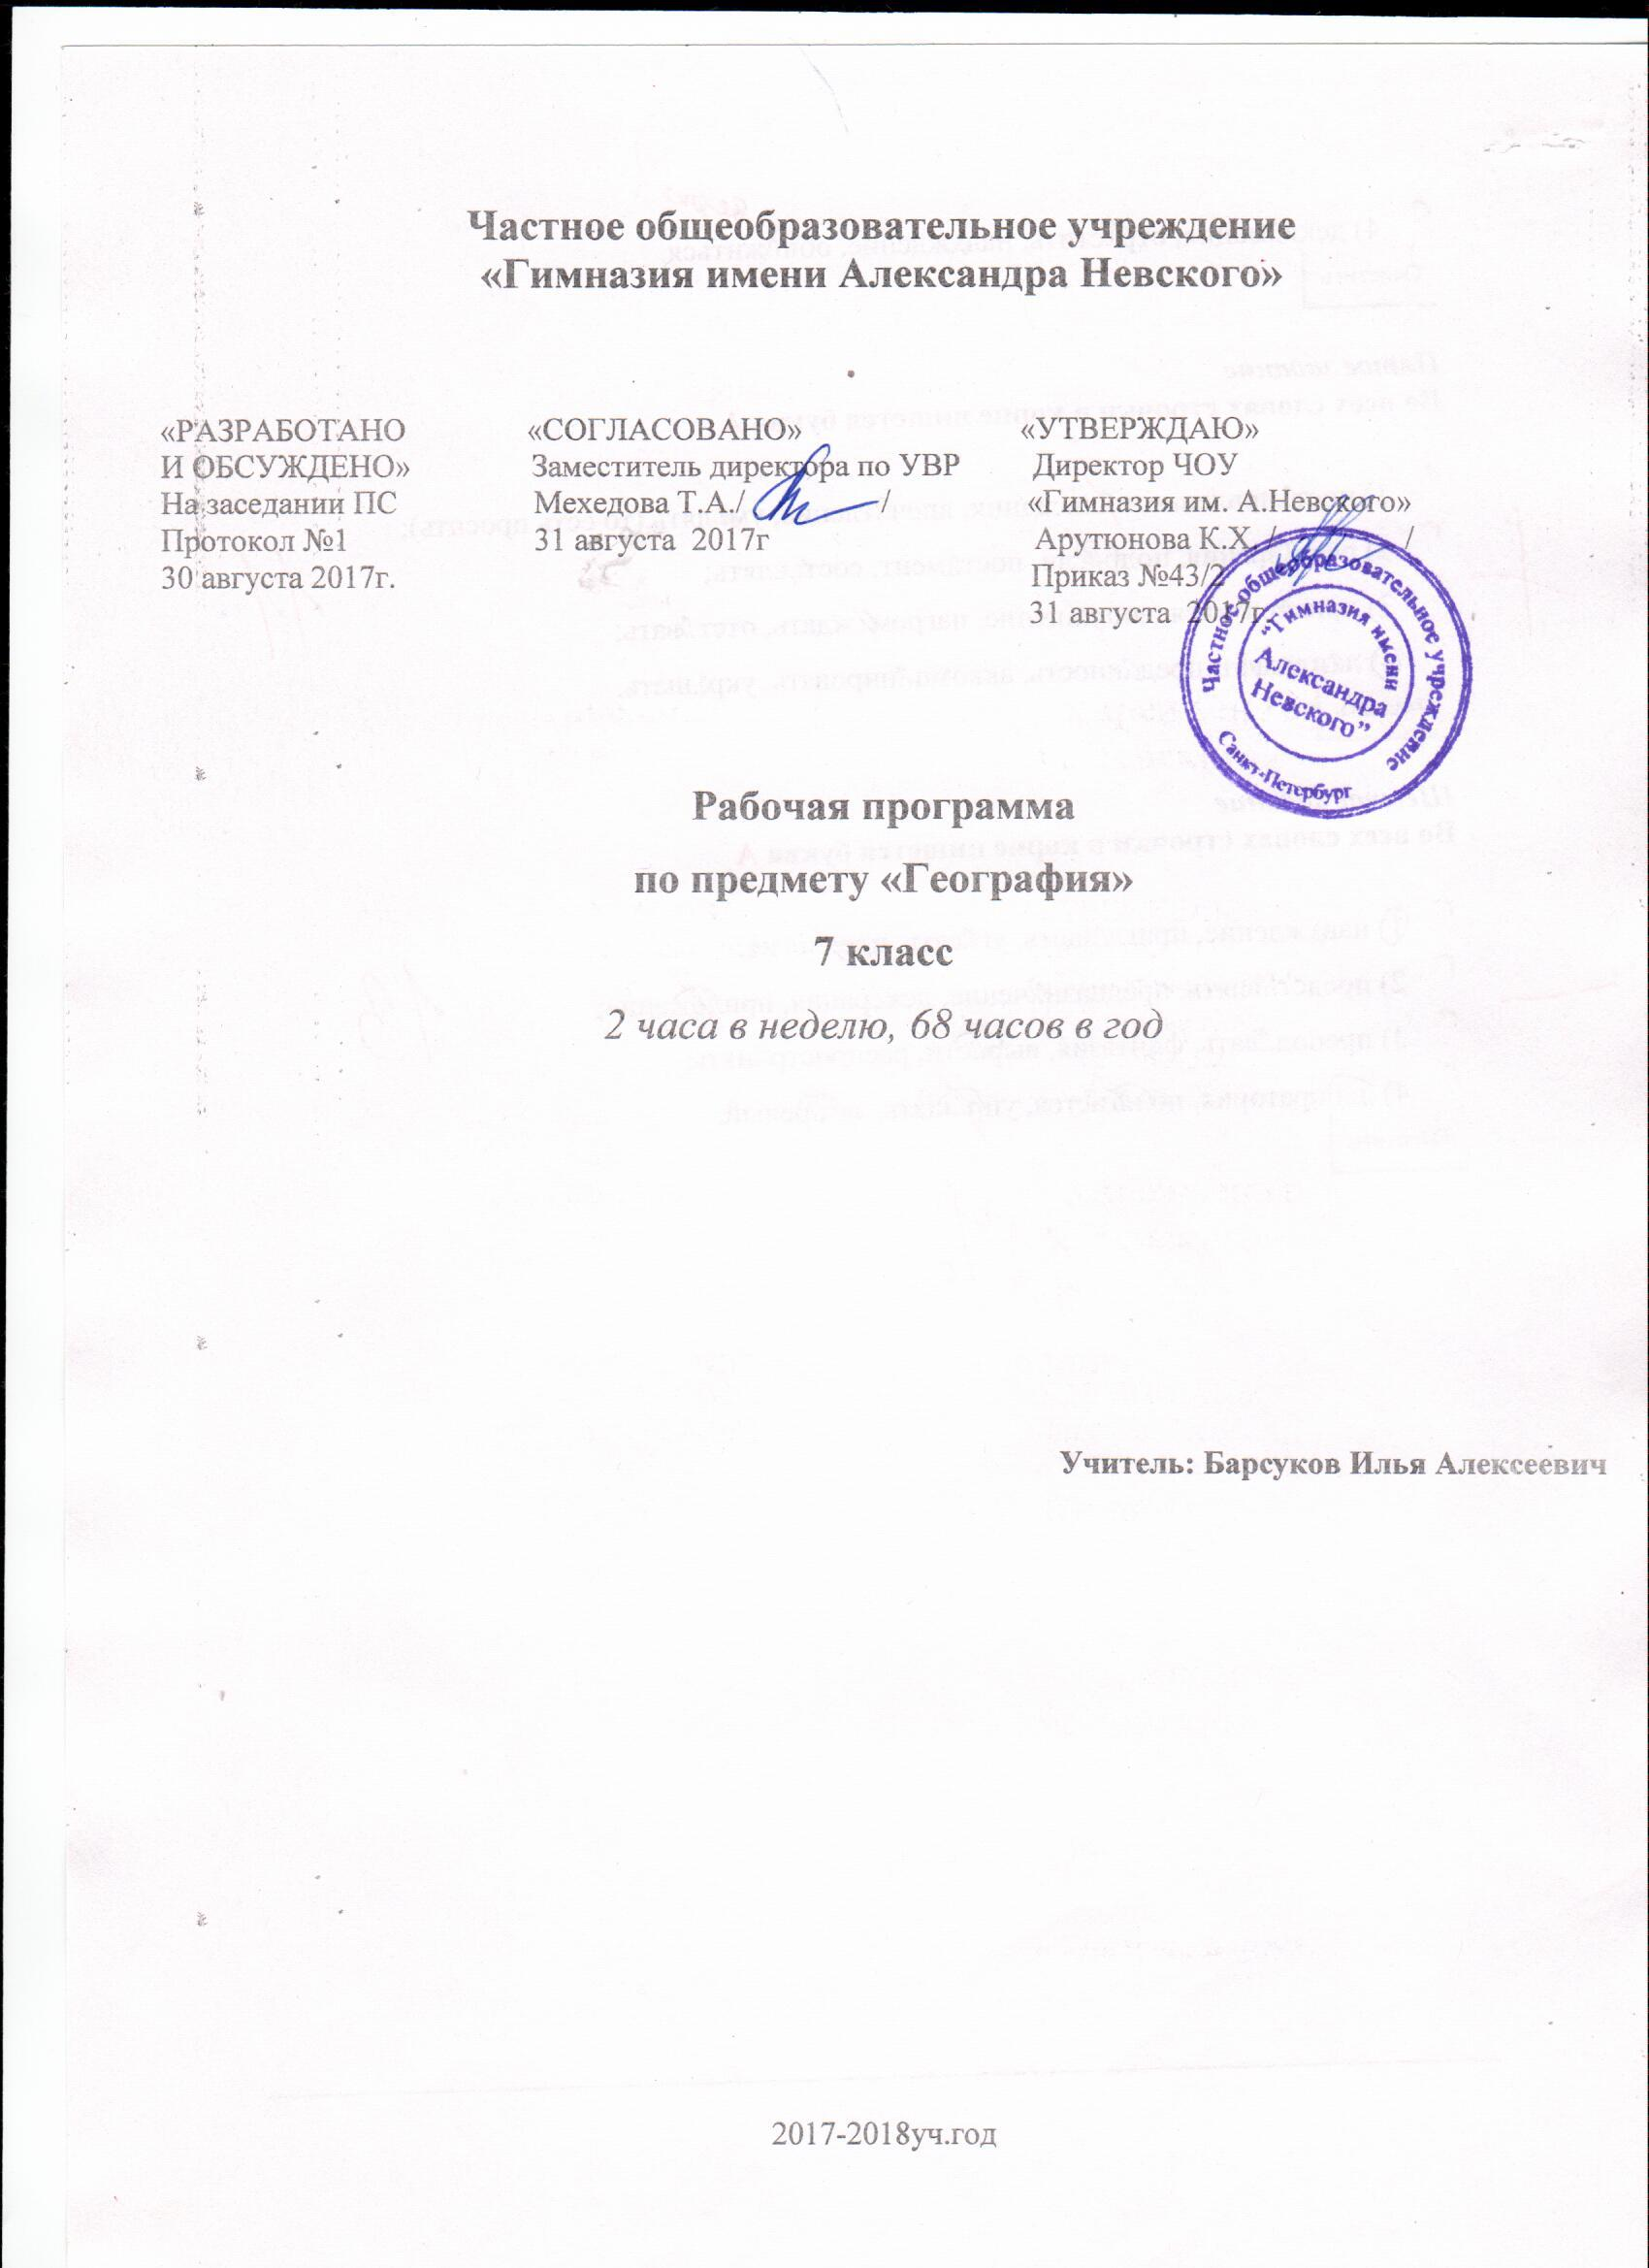 Частное общеобразовательное учреждение
«Гимназия имени Александра Невского»
«РАЗРАБОТАНО
И ОБСУЖДЕНО»
На заседании ПС
Протокол №1
30 августа 2017г.
«СОГЛАСОВАНО»
Заместитель директора по УВР
Мехедова Т.А./ /
31 августа 2017г
«УТВЕРЖДАЮ»
Директор ЧОУ
«Гимназия им. А.Невского»
Арутюнова К.Х. / /
Приказ №43/2
31 августа 2017г
Частное общеобразовательное учреждение
"Гимназия имени
Александра
Невского"
Санкт-Петербург
Рабочая программа
по предмету «География»
7 класс
2 часа в неделю, 68 часов в год
Учитель: Барсуков Илья Алексеевич
2017-2018уч.год